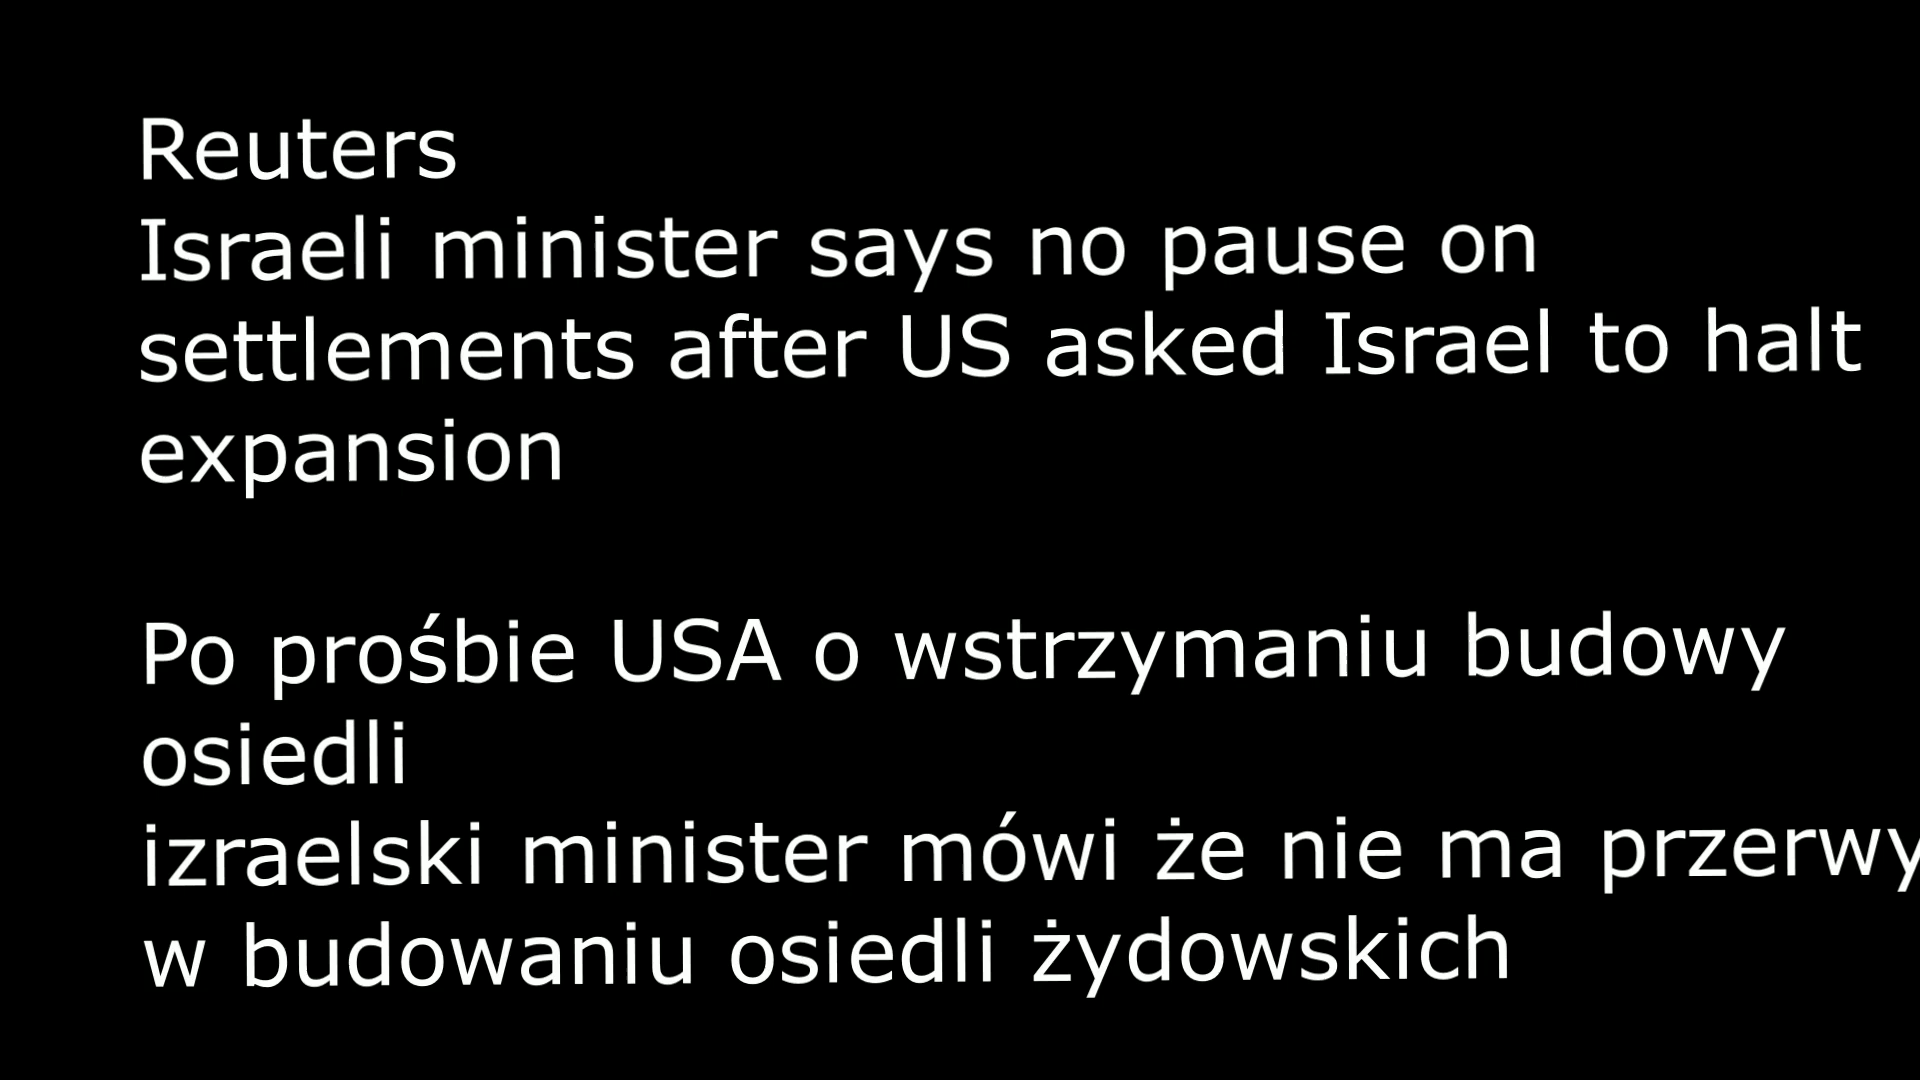 Reuters
Israeli minister says no pause on
settlements after US asked Israel to halt
expansion
Po prośbie USA o wstrzymaniu budowy
osiedli
izraelski minister mówi że nie ma przerwy
w budowaniu osiedli żydowskich